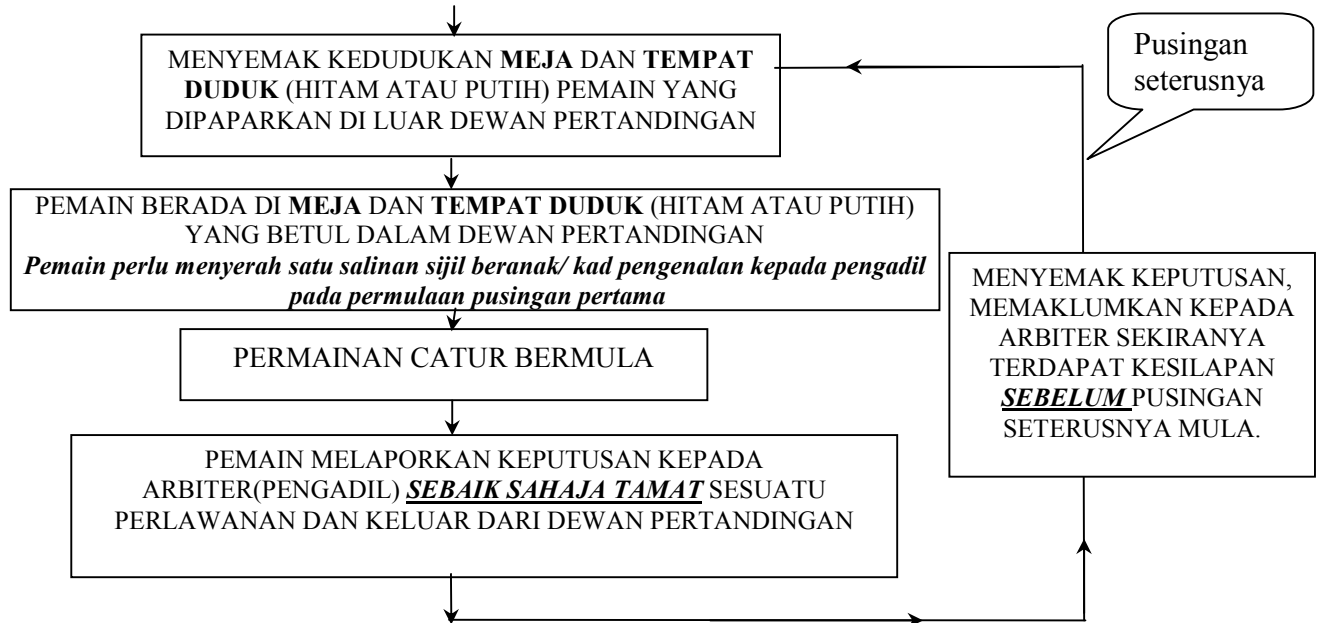 MENYEMAK KEDUDUKAN MEJA DAN TEMPAT
DUDUK (HITAM ATAU PUTIH) PEMAIN YANG
DIPAPARKAN DI LUAR DEWAN PERTANDINGAN
Pusingan
seterusnya
PEMAIN BERADA DI MEJA DAN TEMPAT DUDUK (HITAM ATAU PUTIH)
YANG BETUL DALAM DEWAN PERTANDINGAN
Pemain perlu menyerah satu salinan sijil beranak/ kad pengenalan kepada pengadil
pada permulaan pusingan pertama
PERMAINAN CATUR BERMULA
PEMAIN MELAPORKAN KEPUTUSAN KEPADA
ARBITER(PENGADIL) SEBAIK SAHAJA TAMAT SESUATU
PERLAWANAN DAN KELUAR DARI DEWAN PERTANDINGAN
MENYEMAK KEPUTUSAN,
MEMAKLUMKAN KEPADA
ARBITER SEKIRANYA
TERDAPAT KESILAPAN
SEBELUM PUSINGAN
SETERUSNYA MULA.